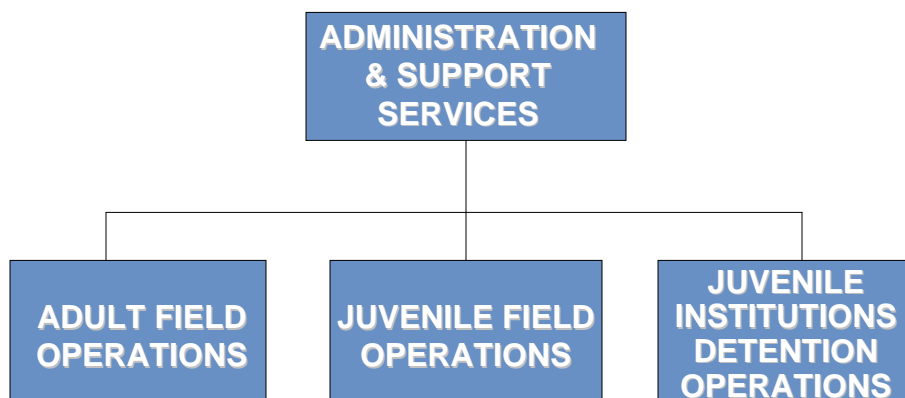 ADMINISTRATION
& SUPPORT
SERVICES
ADULT FIELD
OPERATIONS
JUVENILE FIELD
OPERATIONS
JUVENILE
INSTITUTIONS
DETENTION
OPERATIONS